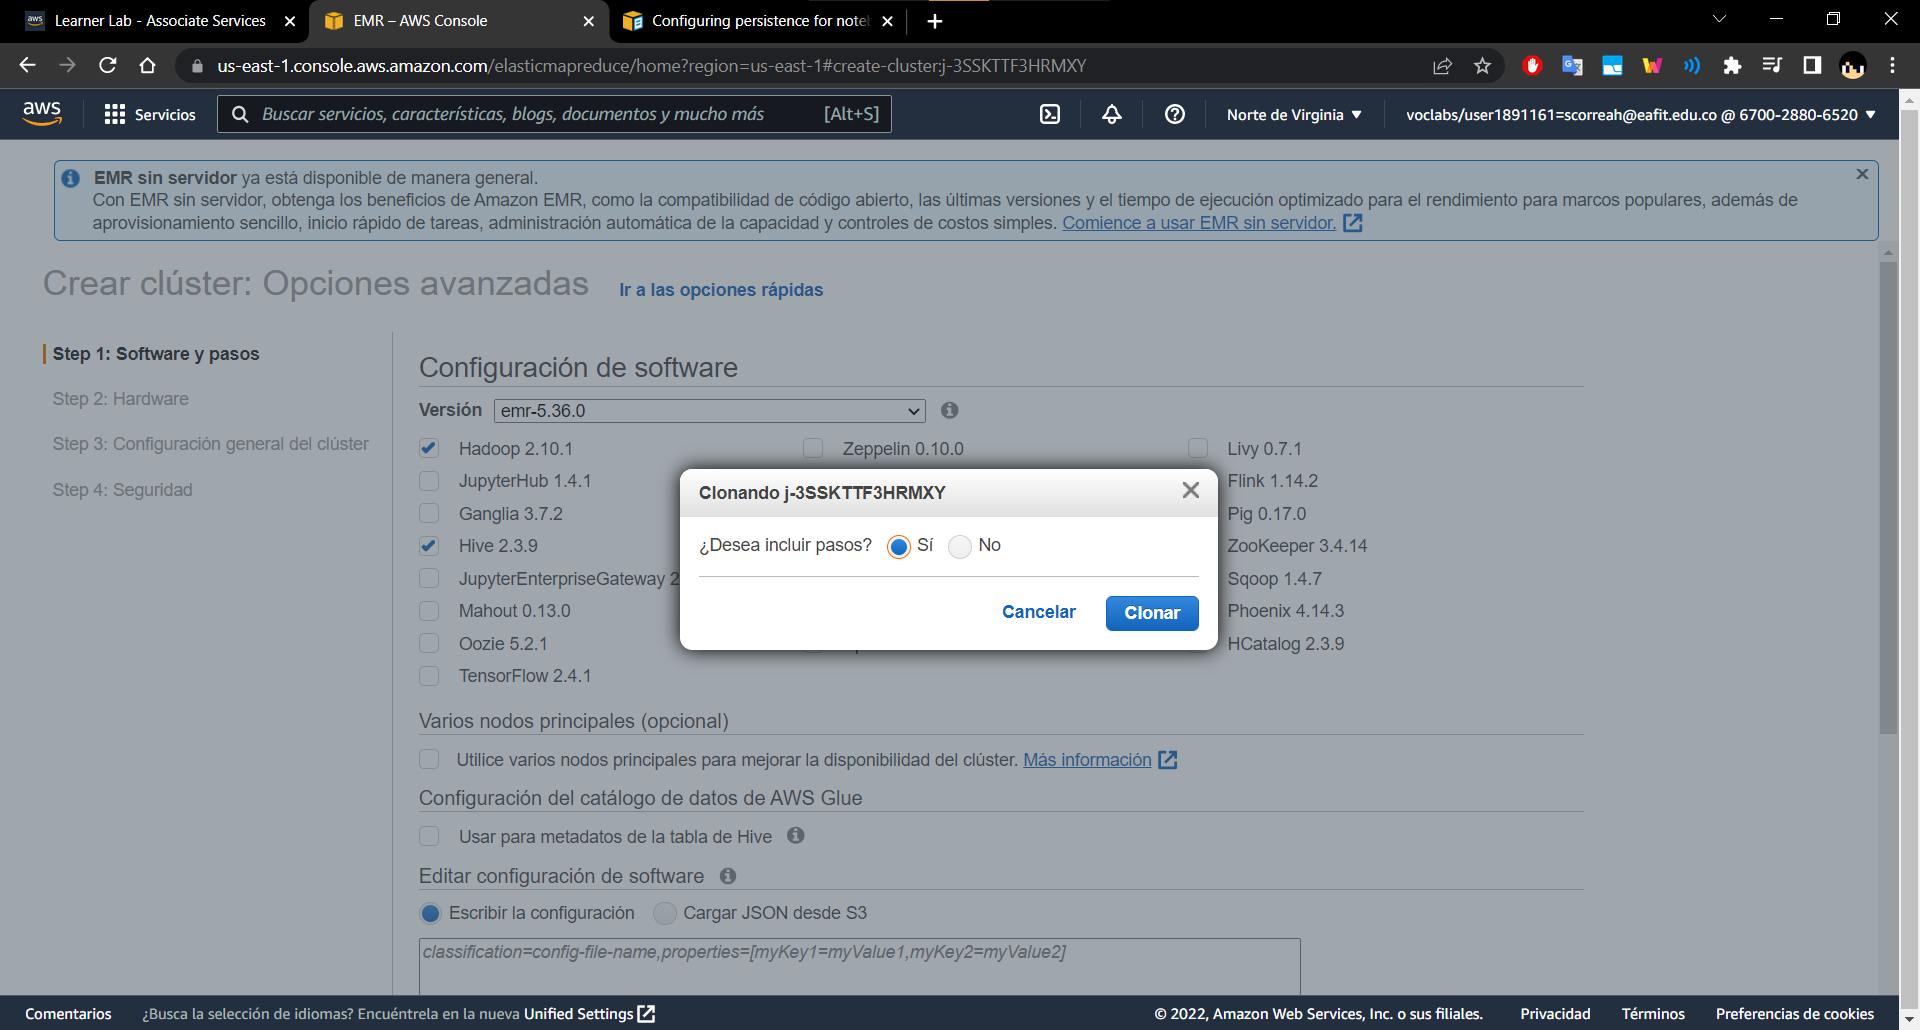 Learner Lab - Associate Services
EMR – AWS Console
Configuring persistence for note
us-east-1.console.aws.amazon.com/elasticmapreduce/home?region=us-east-1#create-cluster:j-3SSKTTF3HRMXY
aws
Servicios
Buscar servicios, características, blogs, documentos y mucho más
[Alt+S]
Norte de Virginia
voclabs/user1891161=scorreah@eafit.edu.co @ 6700-2880-6520
EMR sin servidor ya está disponible de manera general.
Con EMR sin servidor, obtenga los beneficios de Amazon EMR, como la compatibilidad de código abierto, las últimas versiones y el tiempo de ejecución optimizado para el rendimiento para marcos populares, además de
aprovisionamiento sencillo, inicio rápido de tareas, administración automática de la capacidad y controles de costos simples. Comience a usar EMR sin servidor.
Crear clúster: Opciones avanzadas
Ir a las opciones rápidas
Step 1: Software y pasos
Step 2: Hardware
Step 3: Configuración general del clúster
Step 4: Seguridad
Configuración de software
Versión
emr-5.36.0
Hadoop 2.10.1
Zeppelin 0.10.0
Livy 0.7.1
JupyterHub 1.4.1
Flink 1.14.2
Ganglia 3.7.2
Pig 0.17.0
Hive 2.3.9
ZooKeeper 3.4.14
JupyterEnterpriseGateway 2
Sqoop 1.4.7
Mahout 0.13.0
Phoenix 4.14.3
Oozie 5.2.1
HCatalog 2.3.9
TensorFlow 2.4.1
Clonando j-3SSKTTF3HRMXY
¿Desea incluir pasos?
Sí
No
Cancelar
Clonar
Varios nodos principales (opcional)
Utilice varios nodos principales para mejorar la disponibilidad del clúster. Más información
Configuración del catálogo de datos de AWS Glue
Usar para metadatos de la tabla de Hive
Editar configuración de software
Escribir la configuración
Cargar JSON desde S3
classification=config-file-name,properties=[myKey1=myValue1,myKey2=myValue2]
Comentarios
¿Busca la selección de idiomas? Encuéntrela en la nueva Unified Settings
© 2022, Amazon Web Services, Inc. o sus filiales.
Privacidad
Términos
Preferencias de cookies